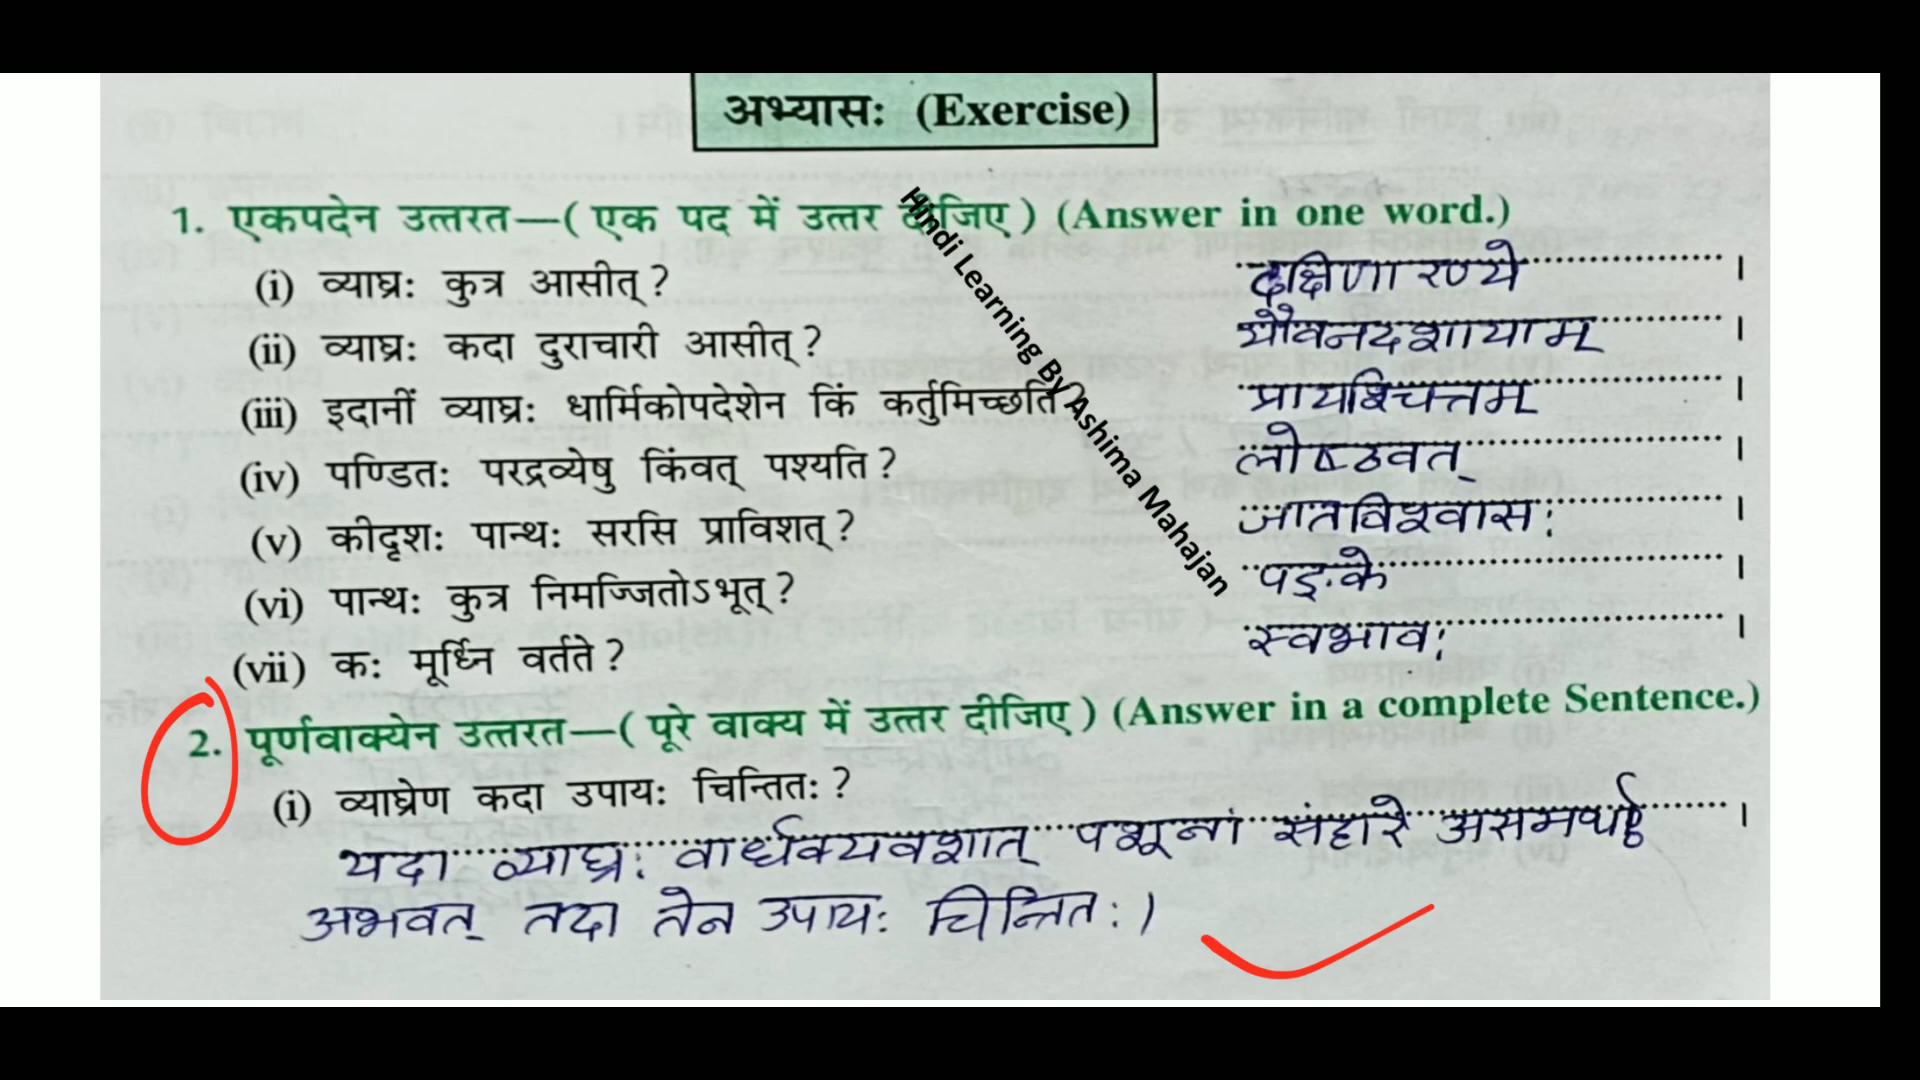 अभ्यासः (Exercise)
1. एकपदेन उत्तरत—( एक पद में उत्तर दीजिए ) (Answer in one word.)
(i) व्याघ्रः कुत्र आसीत् ? दक्षिणारण्ये ।
(ii) व्याघ्रः कदा दुराचारी आसीत् ? यौवनदशायाम् ।
(iii) इदानीं व्याघ्रः धार्मिकोपदेशेन किं कर्तुमिच्छति प्रायश्चित्तम् ।
(iv) पण्डितः परद्रव्येषु किंवत् पश्यति ? लोष्ठवत् ।
(v) कीदृशः पान्थः सरसि प्राविशत् ? जातविश्वासः ।
(vi) पान्थः कुत्र निमज्जितोऽभूत् ? पङ्के ।
(vii) कः मूर्ध्नि वर्तते ? स्वभावः ।
2. पूर्णवाक्येन उत्तरत—( पूरे वाक्य में उत्तर दीजिए ) (Answer in a complete Sentence.)
(i) व्याघ्रेण कदा उपायः चिन्तितः ?
यदा व्याघ्रः वार्धक्यवशात् पशूनां संहारे असमर्थः ।
अभवत् तदा तेन उपायः चिन्तितः।
Hindi Learning By Ashima Mahajan